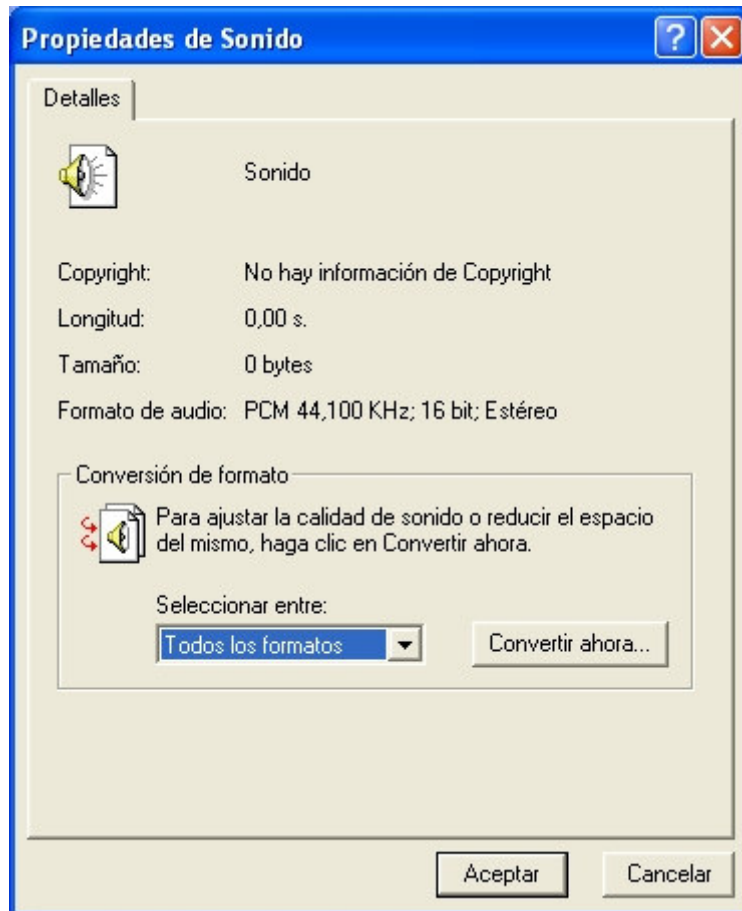 Propiedades de Sonido
Detalles
Sonido
Copyright: No hay información de Copyright
Longitud: 0,00 s.
Tamaño: 0 bytes
Formato de audio: PCM 44,100 KHz; 16 bit; Estéreo
Conversión de formato
Para ajustar la calidad de sonido o reducir el espacio
del mismo, haga clic en Convertir ahora.
Seleccionar entre:
Todos los formatos
Convertir ahora...
Aceptar
Cancelar